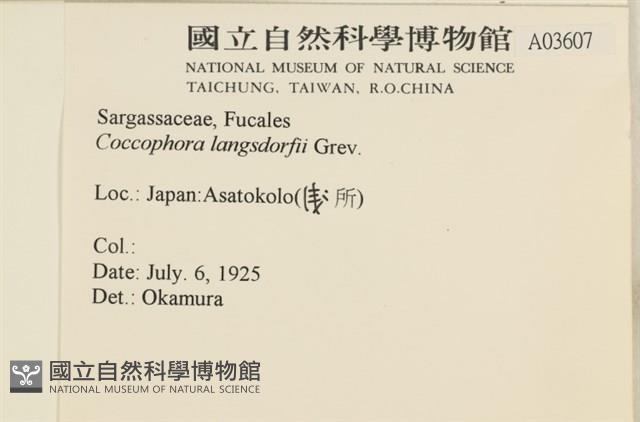 國立自然科學博物館 A03607
NATIONAL MUSEUM OF NATURAL SCIENCE
TAICHUNG, TAIWAN, R.O.CHINA
Sargassaceae, Fucales
Coccophora langsdorfii Grev.
Loc.: Japan:Asatokolo(浅所)
Col.:
Date: July. 6, 1925
Det.: Okamura
國立自然科學博物館
NATIONAL MUSEUM OF NATURAL SCIENCE